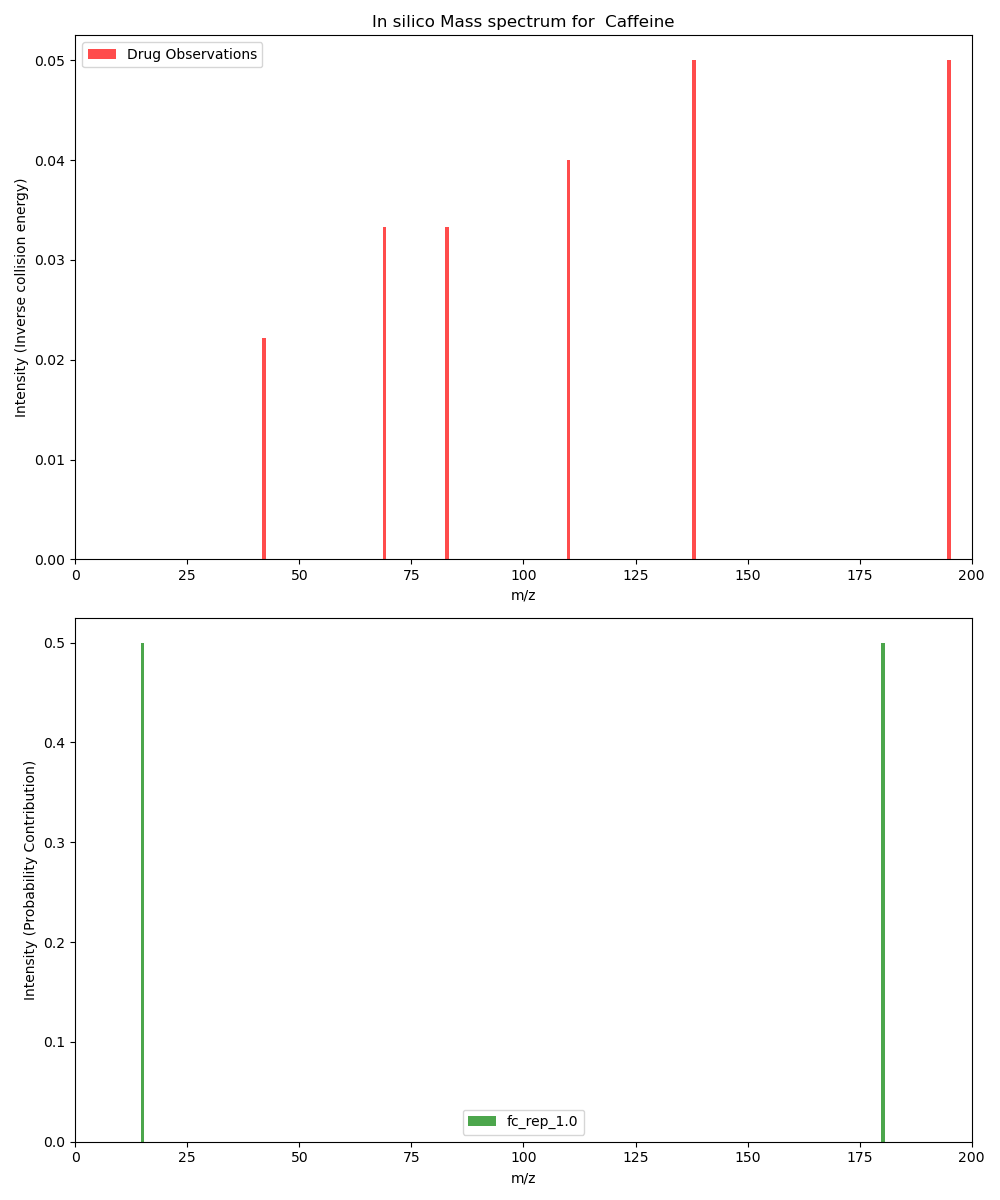 In silico Mass spectrum for  Caffeine
Drug Observations
Intensity (Inverse collision energy)
0.05
0.04
0.03
0.02
0.01
0.00
0 25 50 75 100 125 150 175 200
m/z
Intensity (Probability Contribution)
0.5
0.4
0.3
0.2
0.1
0.0
fc_rep_1.0
0 25 50 75 100 125 150 175 200
m/z